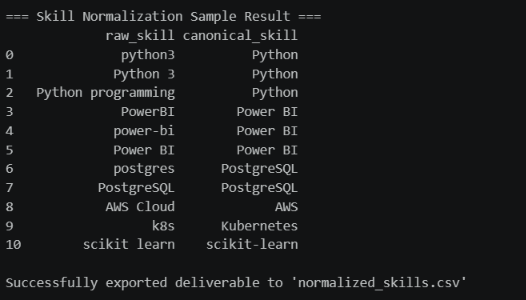 === Skill Normalization Sample Result ===
raw_skill canonical_skill
0 python3 Python
1 Python 3 Python
2 Python programming Python
3 PowerBI Power BI
4 power-bi Power BI
5 Power BI Power BI
6 postgres PostgreSQL
7 PostgreSQL PostgreSQL
8 AWS Cloud AWS
9 k8s Kubernetes
10 scikit learn scikit-learn
Successfully exported deliverable to 'normalized_skills.csv'